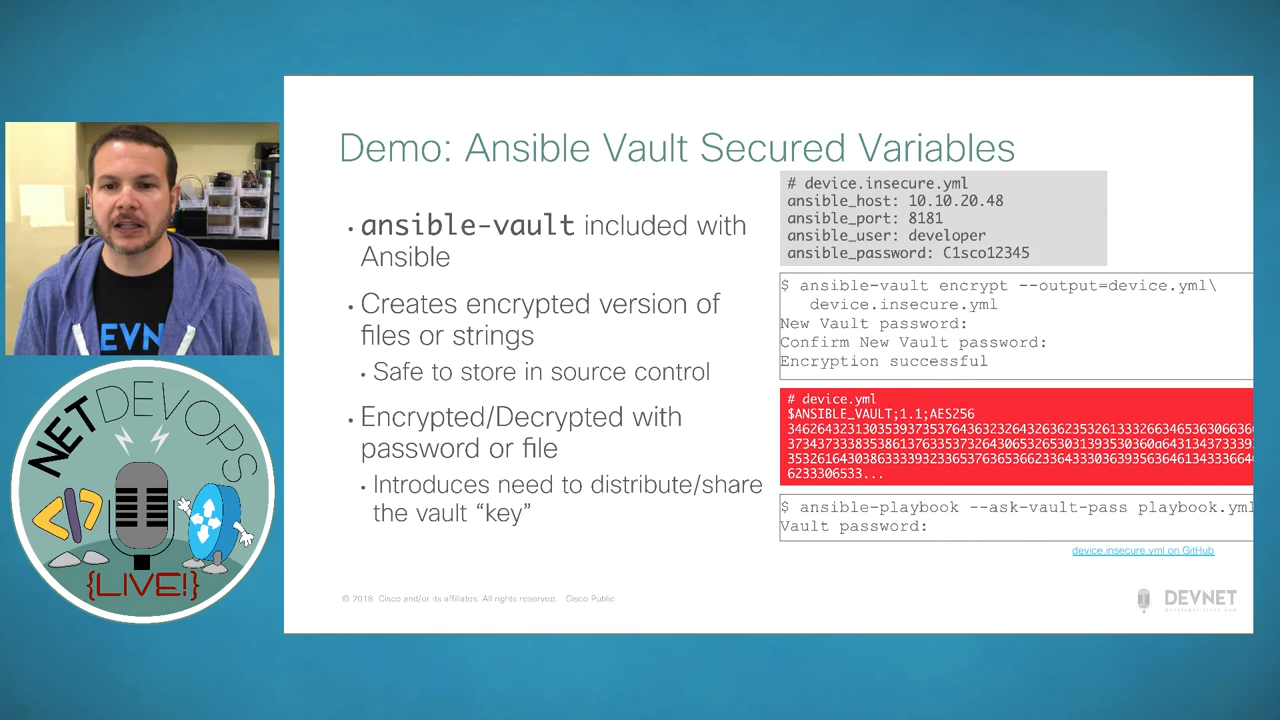 Demo: Ansible Vault Secured Variables
• ansible-vault included with
Ansible
• Creates encrypted version of
files or strings
• Safe to store in source control
• Encrypted/Decrypted with
password or file
• Introduces need to distribute/share
the vault “key”
# device.insecure.yml
ansible_host: 10.10.20.48
ansible_port: 8181
ansible_user: developer
ansible_password: C1sco12345
$ ansible-vault encrypt --output=device.yml\
device.insecure.yml
New Vault password:
Confirm New Vault password:
Encryption successful
# device.yml
$ANSIBLE_VAULT;1.1;AES256
6233306533...
$ ansible-playbook --ask-vault-pass playbook.yml
Vault password:
device.insecure.yml on GitHub
© 2018 Cisco and/or its affiliates. All rights reserved. Cisco Public
DEVNET
developer.cisco.com
EVN
NETDEVOPS
{LIVE!}